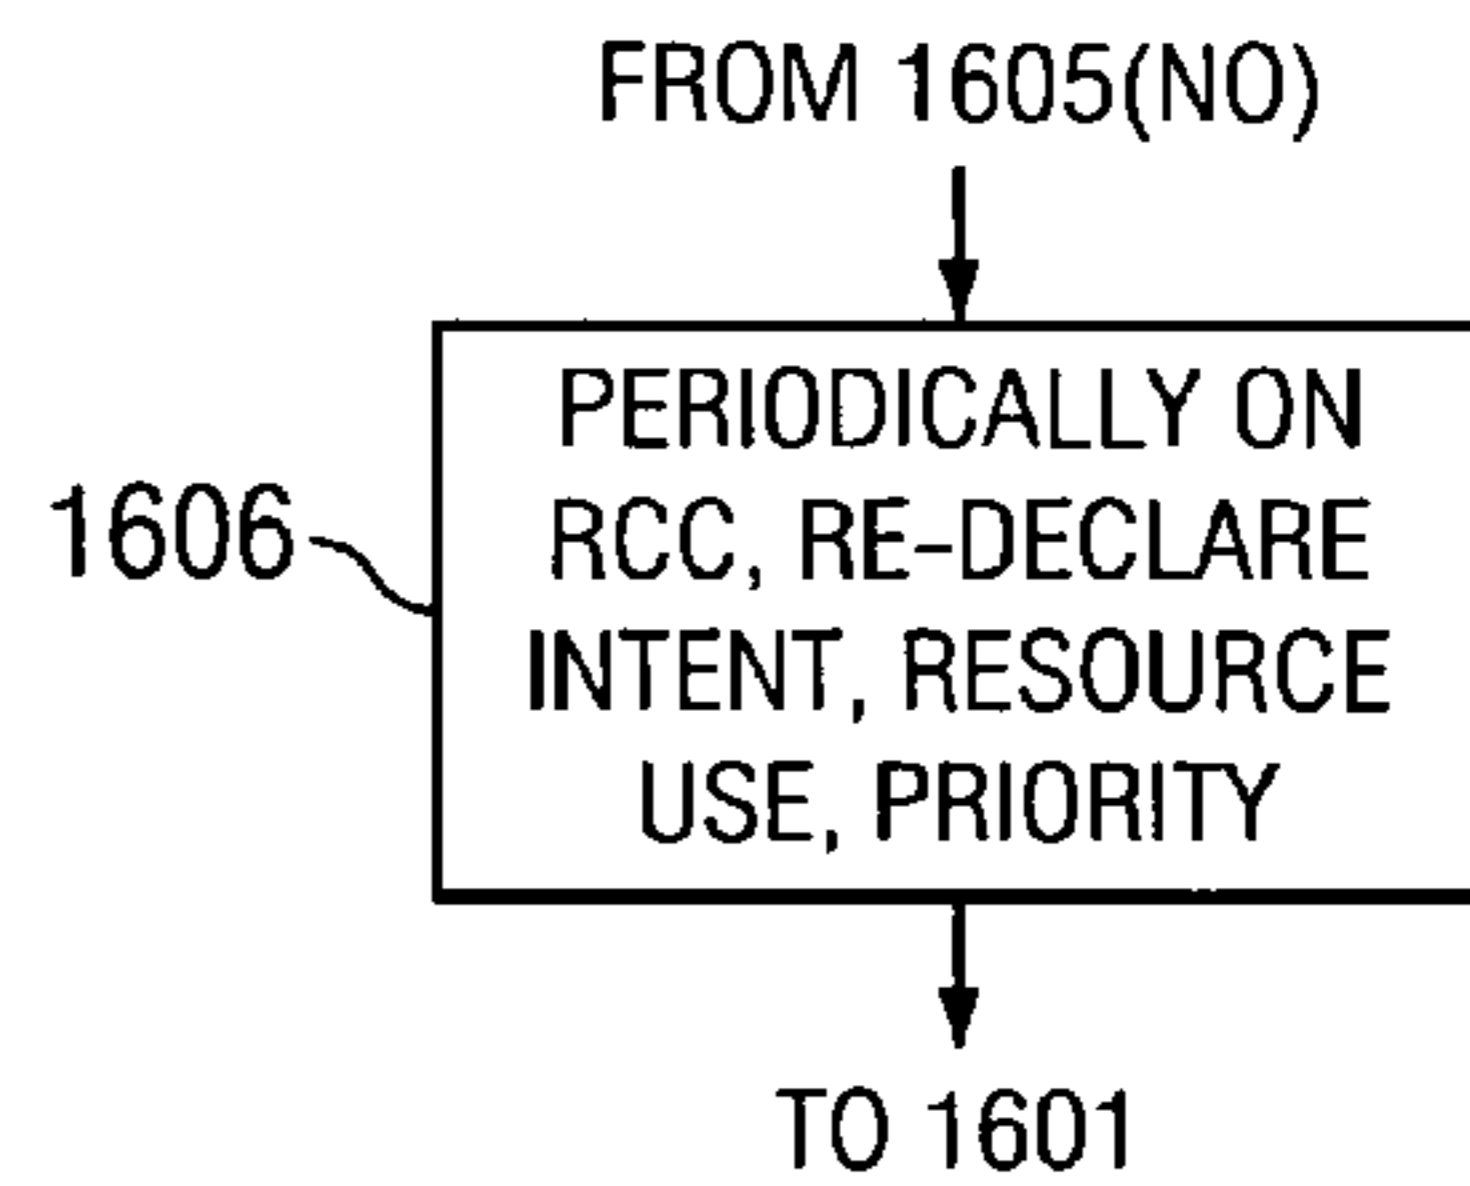 FROM 1605(NO)
PERIODICALLY ON
RCC, RE-DECLARE
1606
INTENT, RESOURCE
USE, PRIORITY
TO 1601